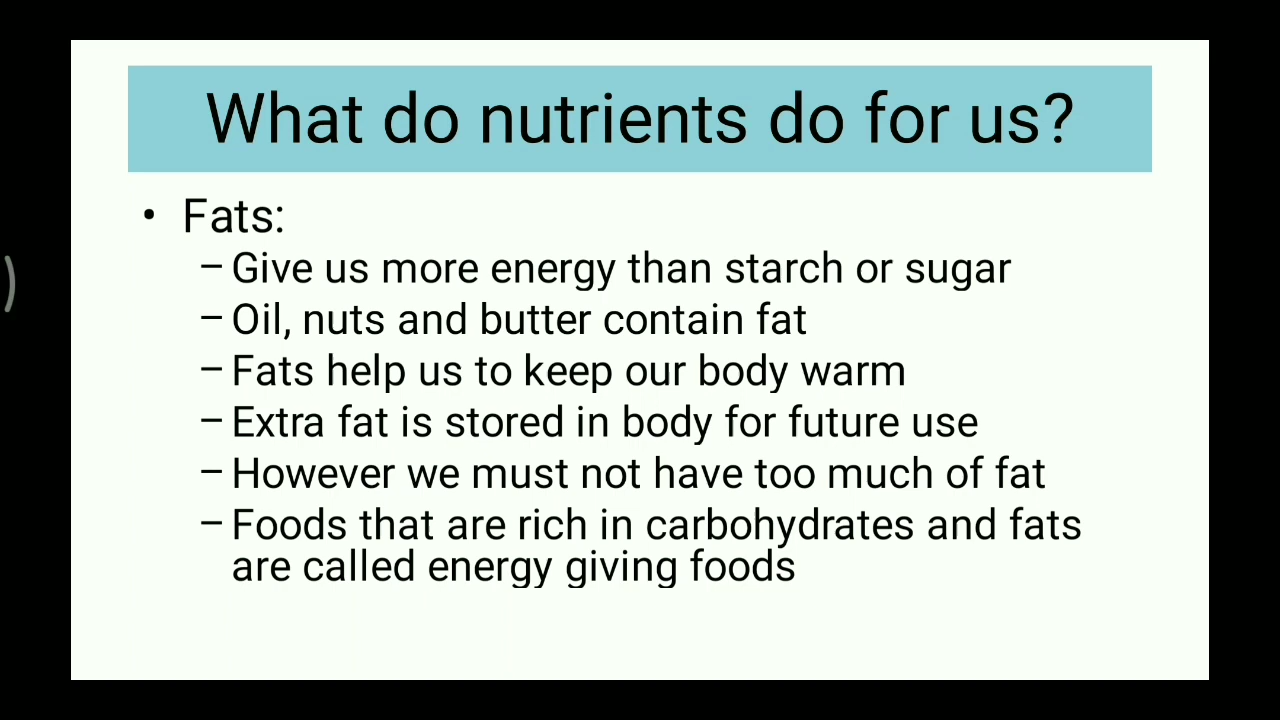 What do nutrients do for us?
• Fats:
– Give us more energy than starch or sugar
– Oil, nuts and butter contain fat
– Fats help us to keep our body warm
– Extra fat is stored in body for future use
– However we must not have too much of fat
– Foods that are rich in carbohydrates and fats
are called energy giving foods